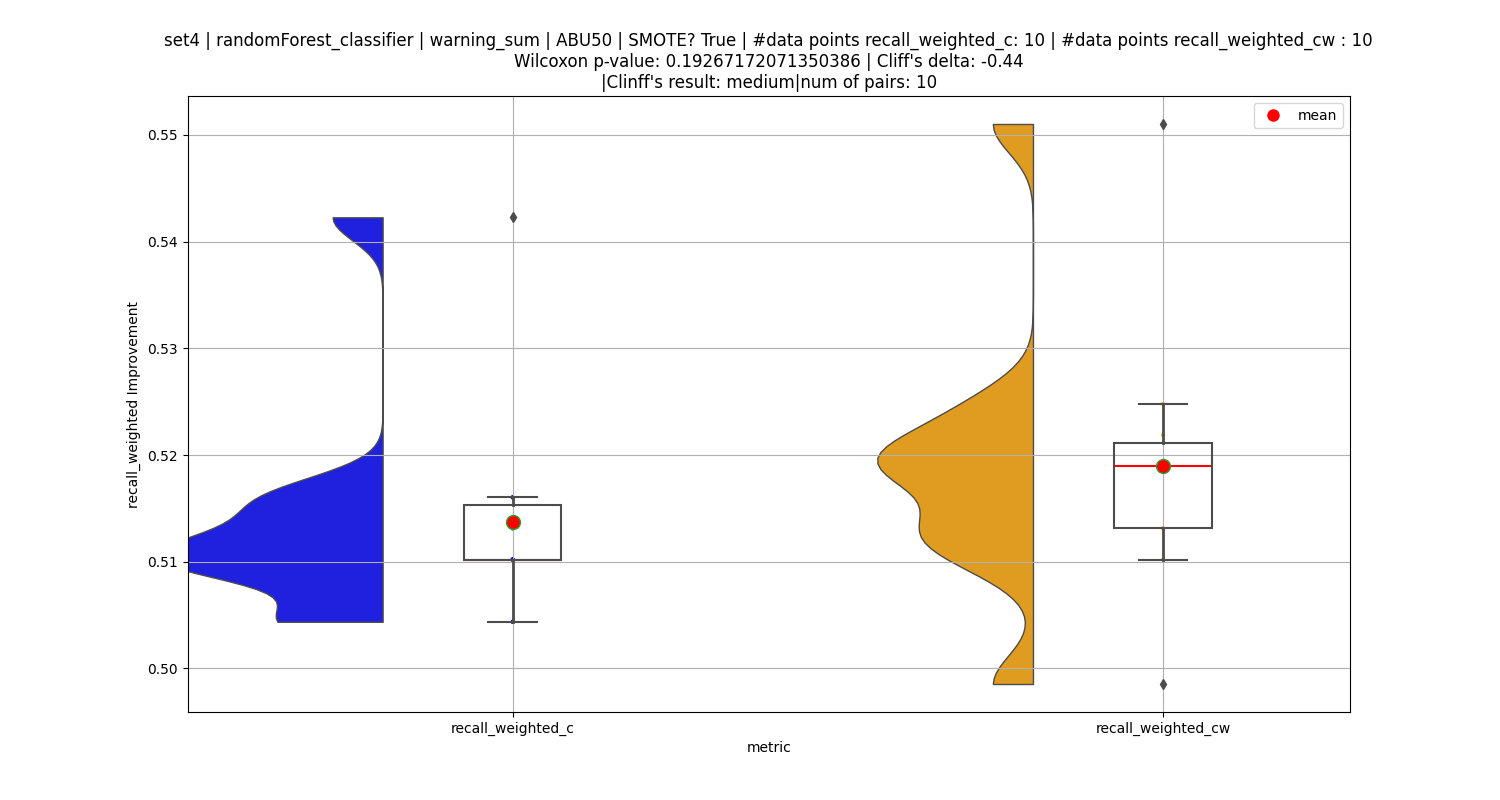 set4 | randomForest_classifier | warning_sum | ABU50 | SMOTE? True | #data points recall_weighted_c: 10 | #data points recall_weighted_cw : 10
Wilcoxon p-value: 0.19267172071350386 | Cliff's delta: -0.44
|Clinff's result: medium|num of pairs: 10
mean
0.55
0.54
0.53
0.52
0.51
0.50
recall_weighted Improvement
recall_weighted_c
recall_weighted_cw
metric